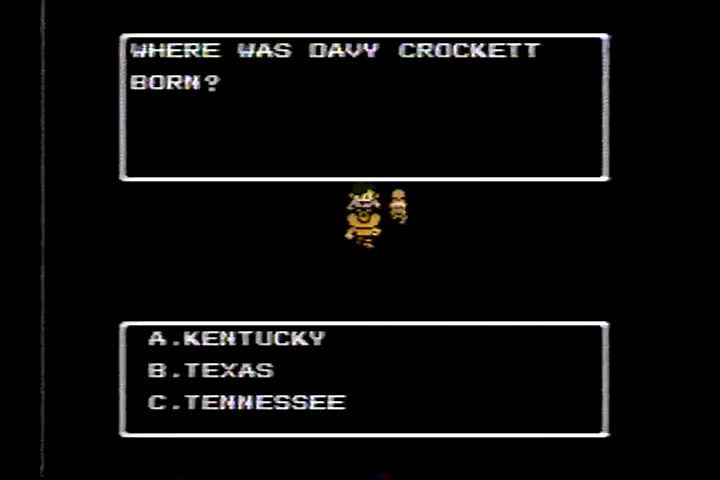 WHERE WAS DAVY CROCKETT
BORN?
A.KENTUCKY
B.TEXAS
C.TENNESSEE